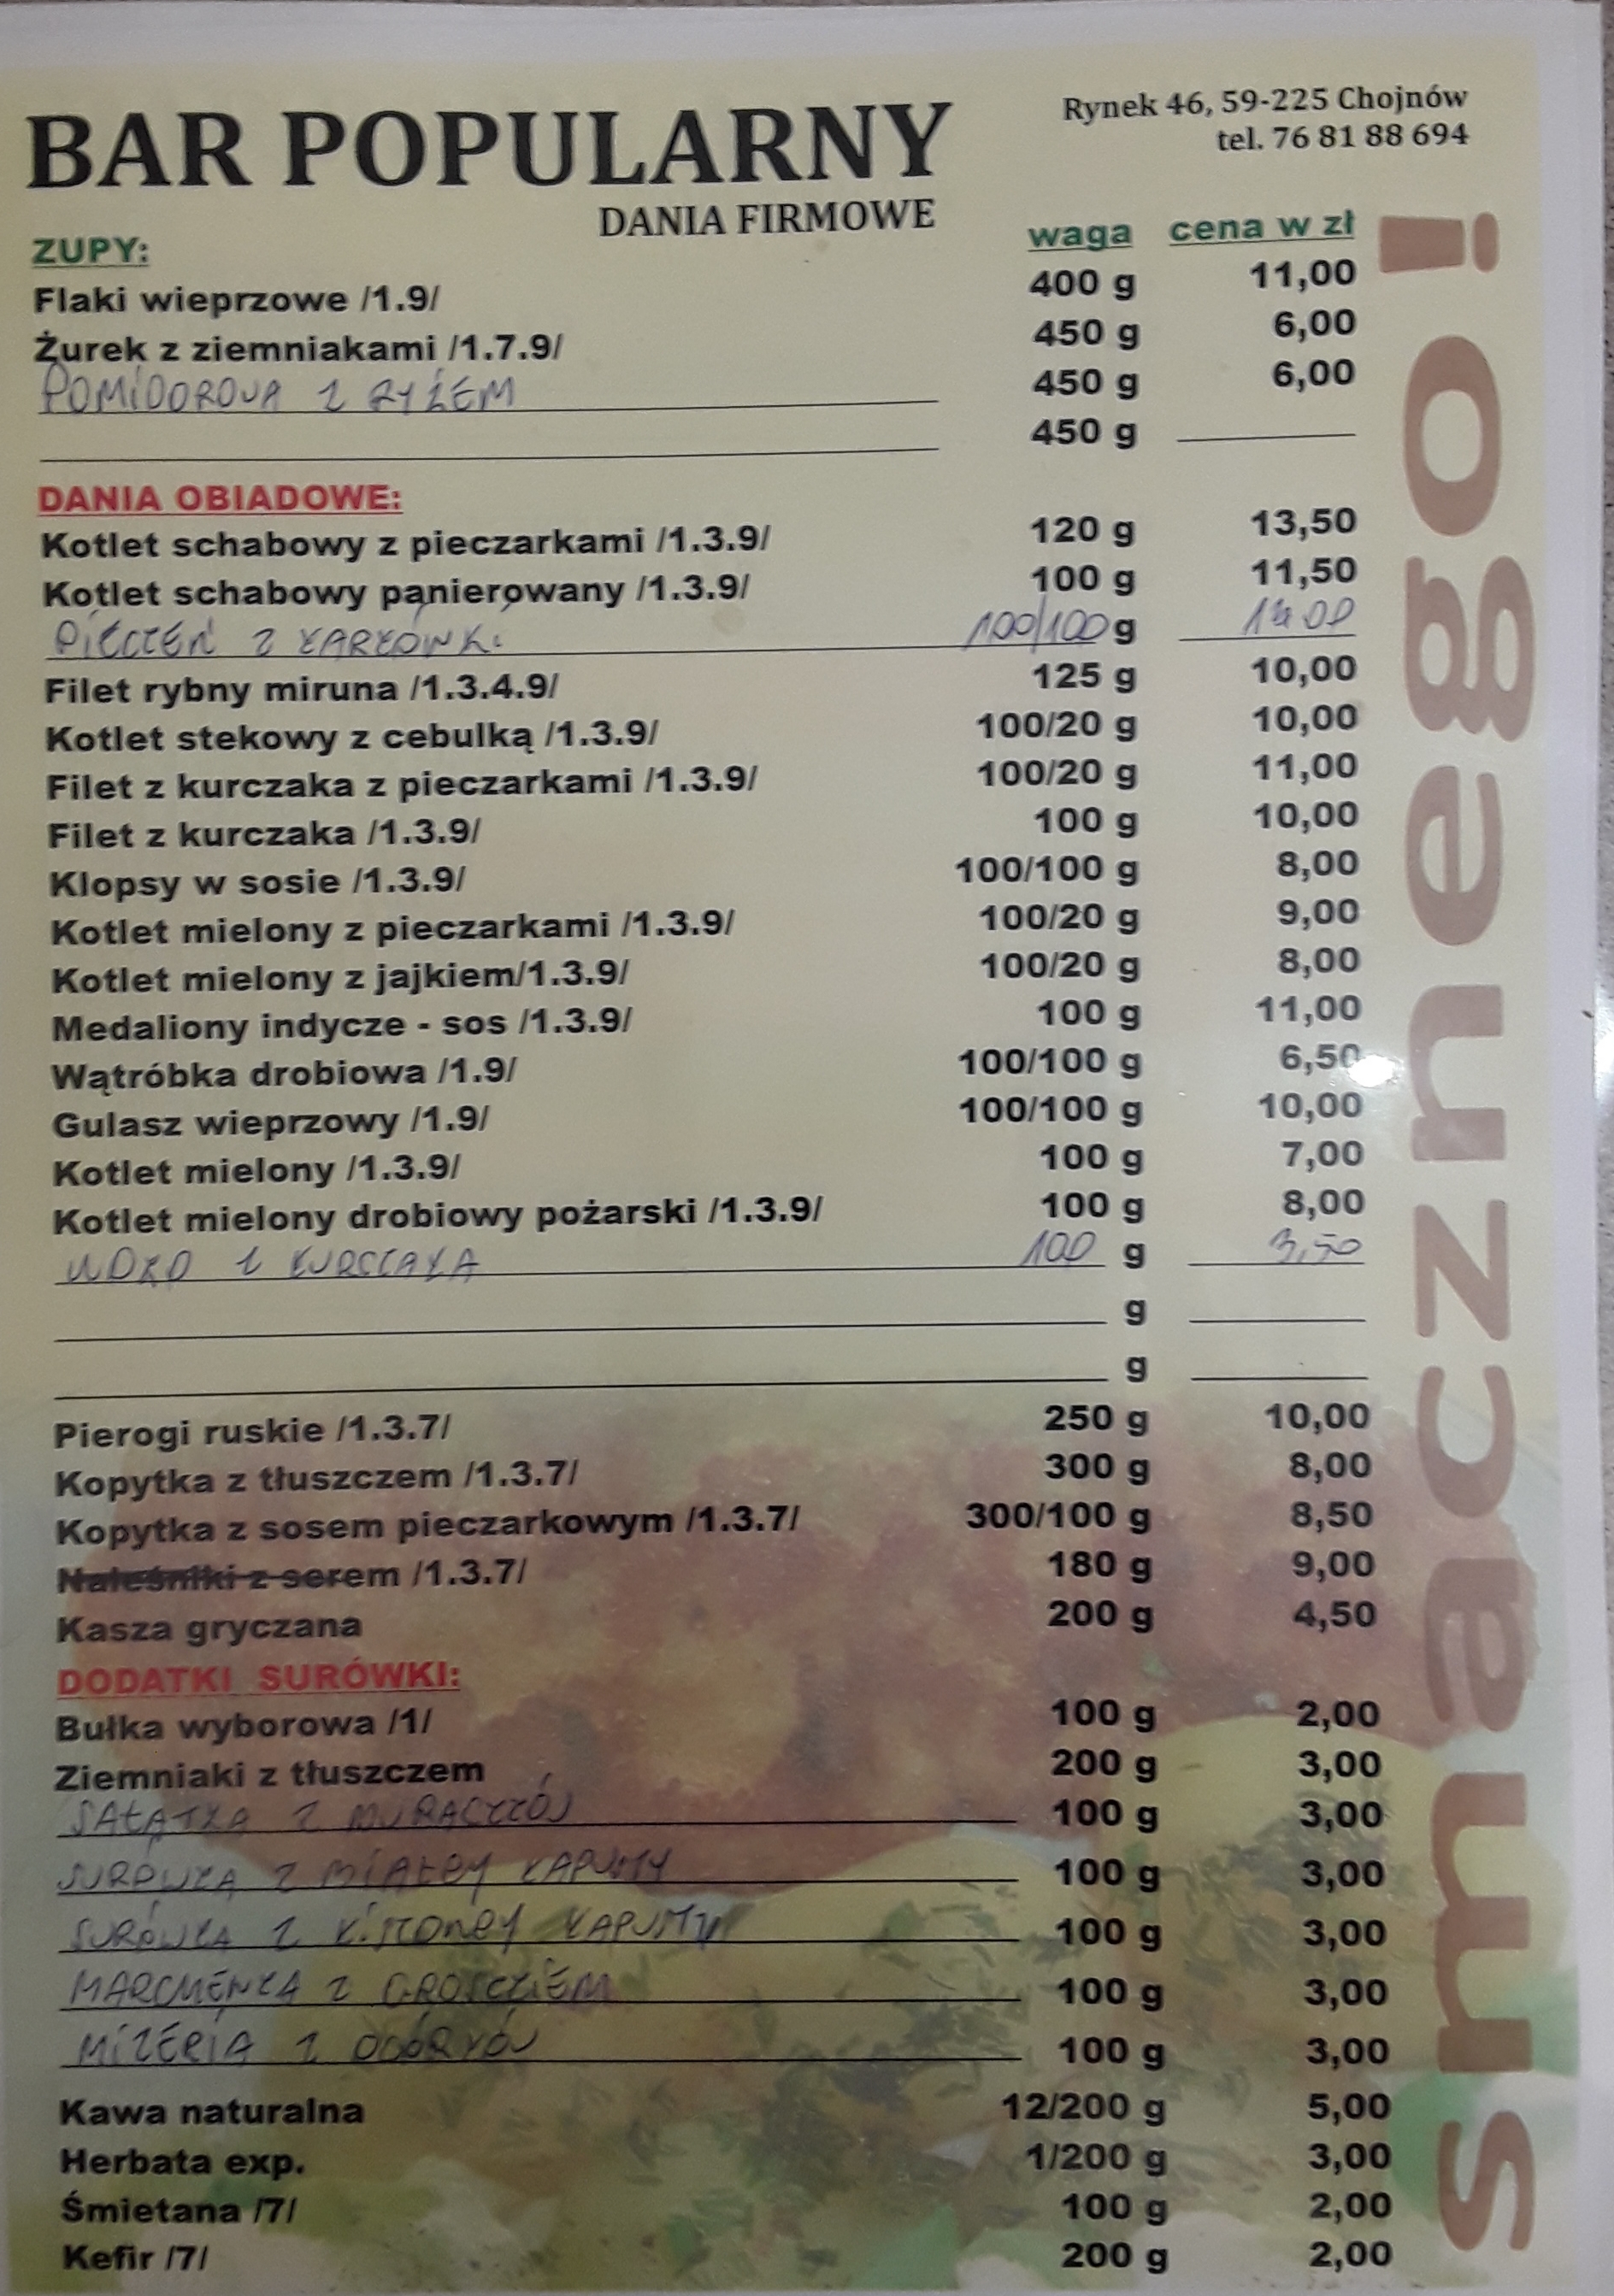 BAR POPULARNY
Rynek 46, 59-225 Chojnów
tel. 76 81 88 694
DANIA FIRMOWE
ZUPY: waga cena w zł
Flaki wieprzowe /1.9/ 400 g 11,00
Żurek z ziemniakami /1.7.9/ 450 g 6,00
POMIDOROWA Z RYŻEM 450 g 6,00
450 g
DANIA OBIADOWE:
Kotlet schabowy z pieczarkami /1.3.9/ 120 g 13,50
Kotlet schabowy panierowany /1.3.9/ 100 g 11,50
PIECZEŃ Z KARKÓWKI 100/100 g
Filet rybny miruna /1.3.4.9/ 125 g 10,00
Kotlet stekowy z cebulką /1.3.9/ 100/20 g 10,00
Filet z kurczaka z pieczarkami /1.3.9/ 100/20 g 11,00
Filet z kurczaka /1.3.9/ 100 g 10,00
Klopsy w sosie /1.3.9/ 100/100 g 8,00
Kotlet mielony z pieczarkami /1.3.9/ 100/20 g 9,00
Kotlet mielony z jajkiem/1.3.9/ 100/20 g 8,00
Medaliony indycze - sos /1.3.9/ 100 g 11,00
Wątróbka drobiowa /1.9/ 100/100 g 6,50
Gulasz wieprzowy /1.9/ 100/100 g 10,00
Kotlet mielony /1.3.9/ 100 g 7,00
Kotlet mielony drobiowy pożarski /1.3.9/ 100 g 8,00
UDKO Z KURCZAKA 100 g
g
g
Pierogi ruskie /1.3.7/ 250 g 10,00
Kopytka z tłuszczem /1.3.7/ 300 g 8,00
Kopytka z sosem pieczarkowym /1.3.7/ 300/100 g 8,50
Naleśniki z serem /1.3.7/ 180 g 9,00
Kasza gryczana 200 g 4,50
DODATKI SURÓWKI:
Bułka wyborowa /1/ 100 g 2,00
Ziemniaki z tłuszczem 200 g 3,00
SAŁATKA Z BURACZKÓW 100 g 3,00
SURÓWKA Z BIAŁEJ KAPUSTY 100 g 3,00
SURÓWKA Z KISZONEJ KAPUSTY 100 g 3,00
MARCHEWKA Z GROSZKIEM 100 g 3,00
MIZERIA Z OGÓRKÓW 100 g 3,00
Kawa naturalna 12/200 g 5,00
Herbata exp. 1/200 g 3,00
Śmietana /7/ 100 g 2,00
Kefir /7/ 200 g 2,00
smacznego!